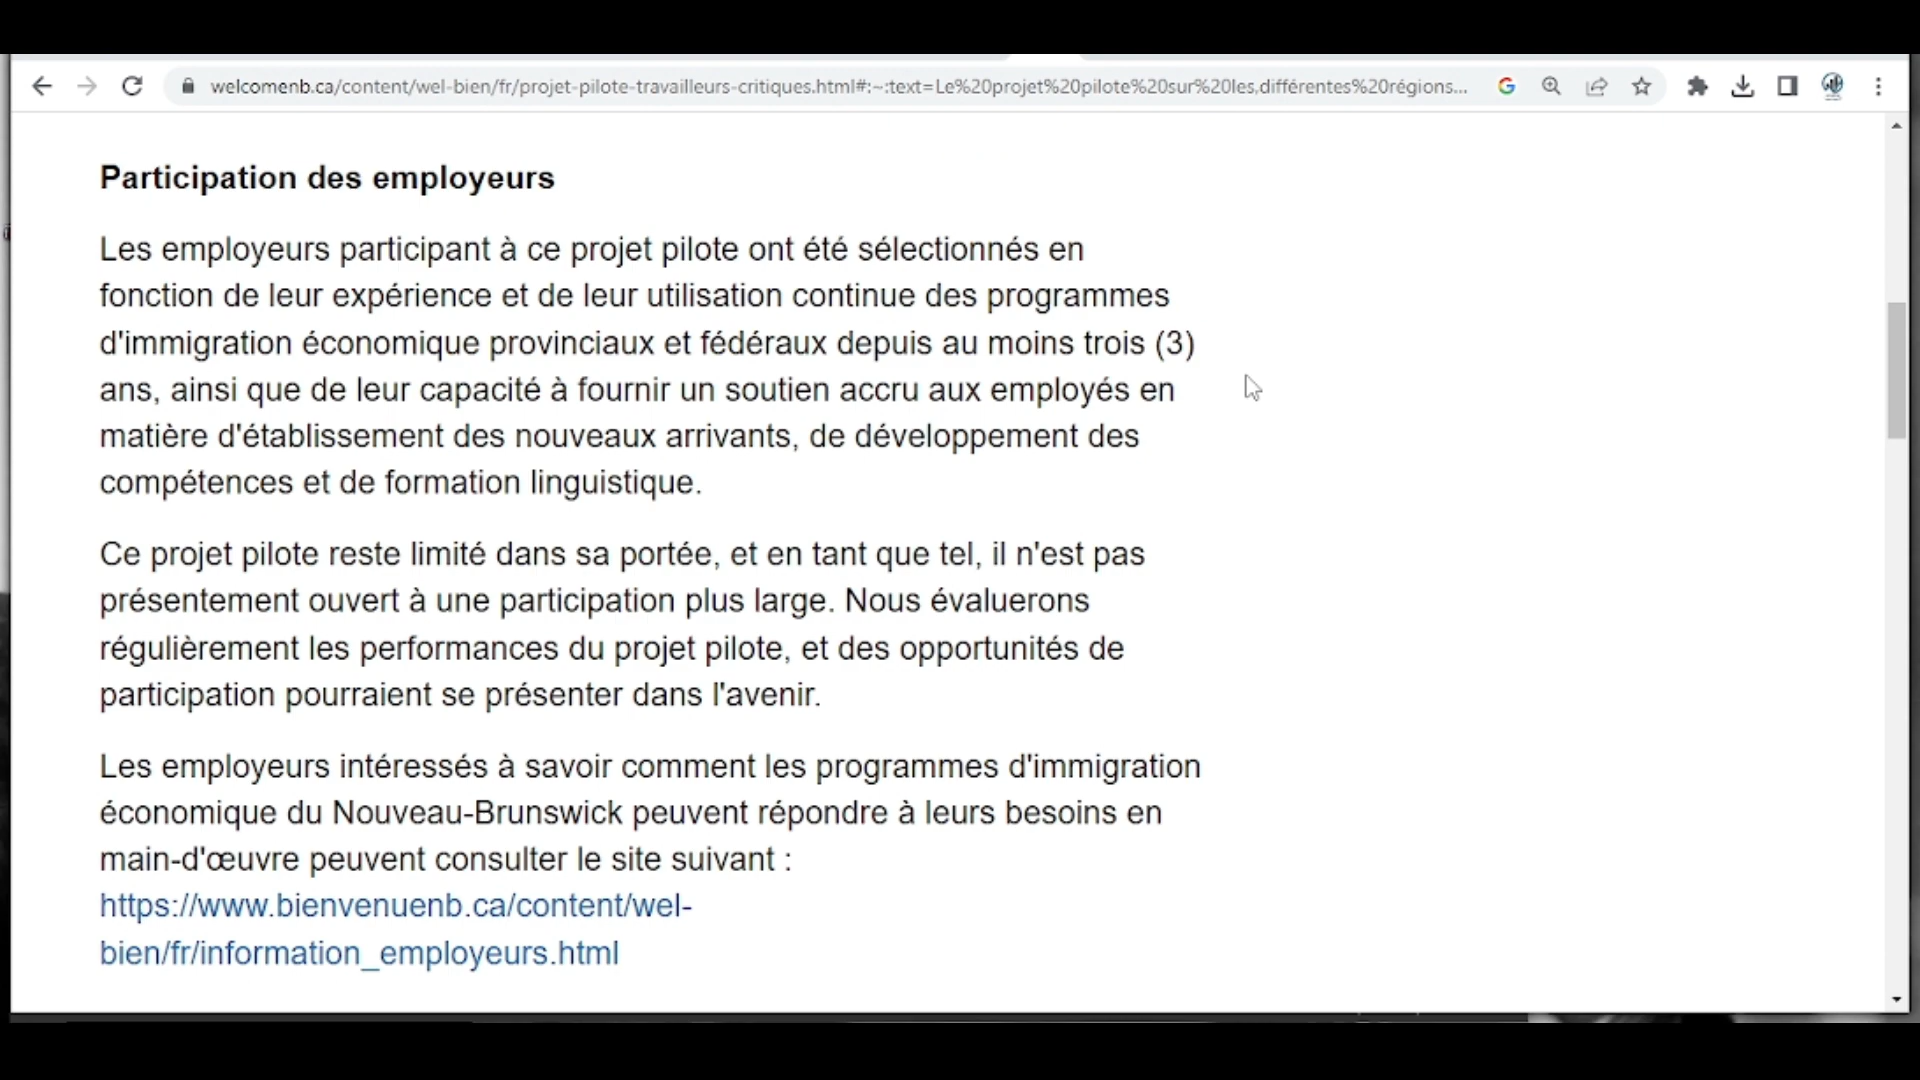 welcomenb.ca/content/wel-bien/fr/projet-pilote-travailleurs-critiques.html#:~:text=Le%20projet%20pilote%20sur%20les,différentes%20régions...
Participation des employeurs
Les employeurs participant à ce projet pilote ont été sélectionnés en
fonction de leur expérience et de leur utilisation continue des programmes
d'immigration économique provinciaux et fédéraux depuis au moins trois (3)
ans, ainsi que de leur capacité à fournir un soutien accru aux employés en
matière d'établissement des nouveaux arrivants, de développement des
compétences et de formation linguistique.
Ce projet pilote reste limité dans sa portée, et en tant que tel, il n'est pas
présentement ouvert à une participation plus large. Nous évaluerons
régulièrement les performances du projet pilote, et des opportunités de
participation pourraient se présenter dans l'avenir.
Les employeurs intéressés à savoir comment les programmes d'immigration
économique du Nouveau-Brunswick peuvent répondre à leurs besoins en
main-d'œuvre peuvent consulter le site suivant :
https://www.bienvenuenb.ca/content/wel-
bien/fr/information_employeurs.html